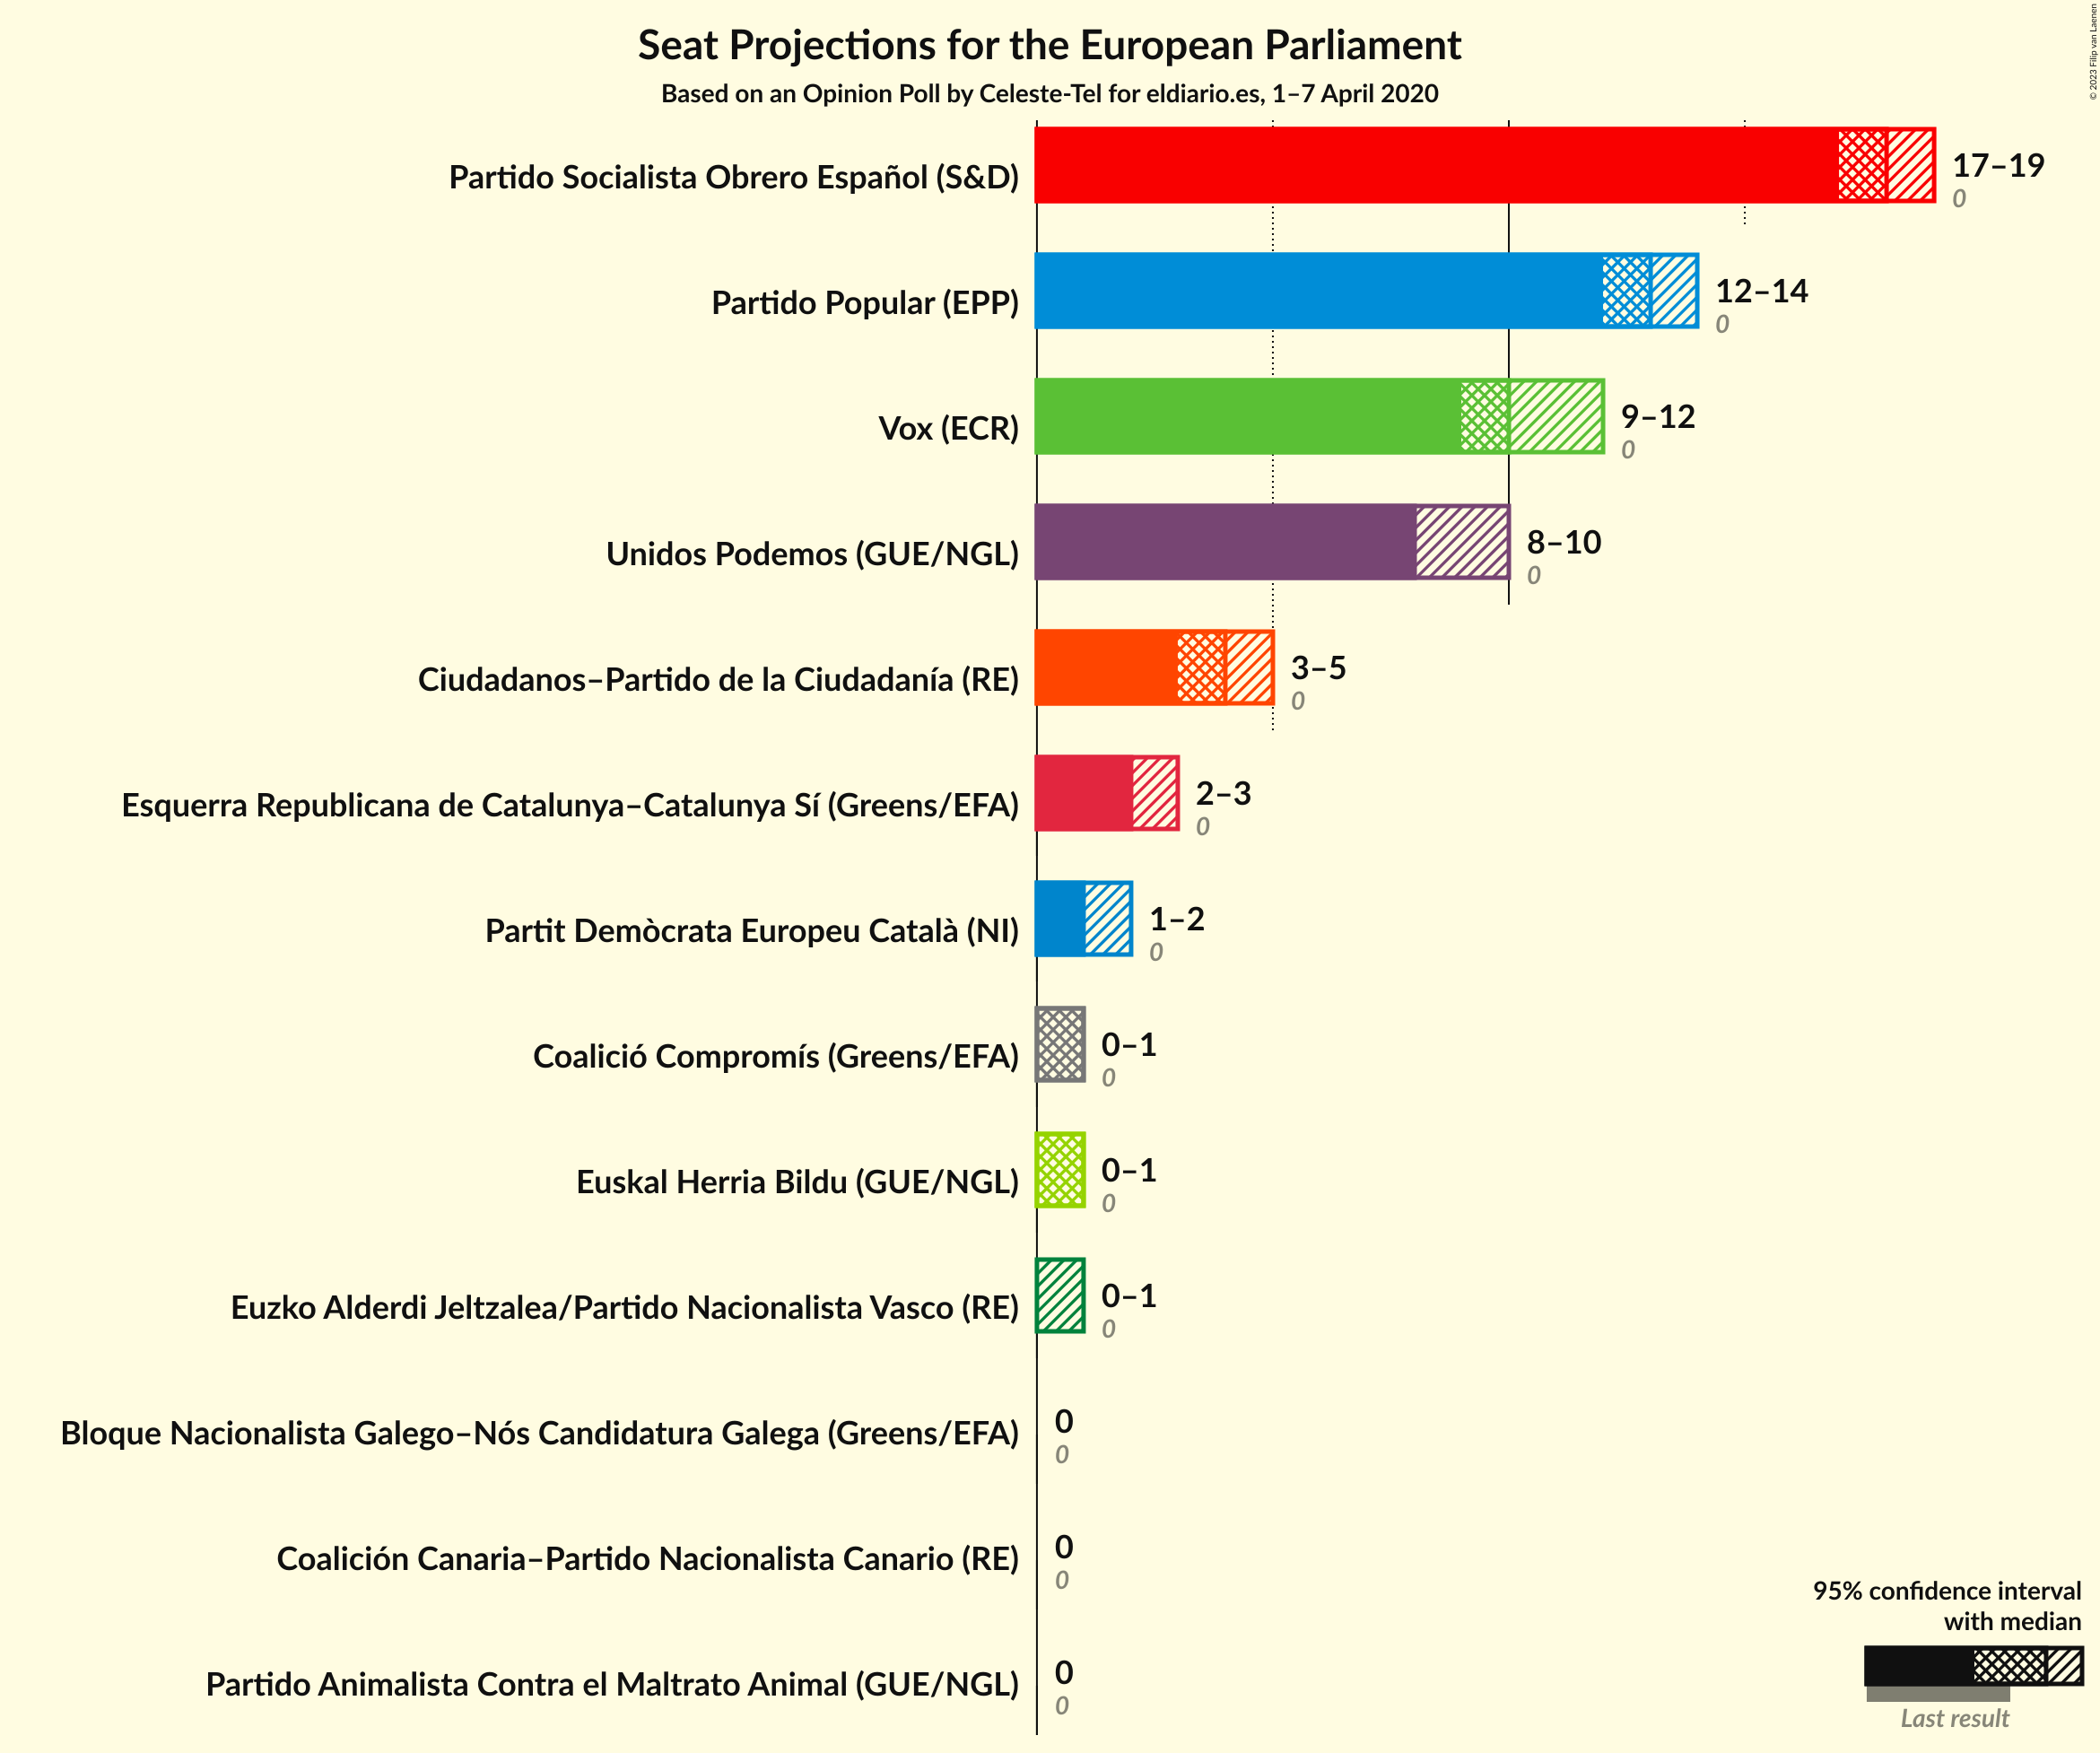 Seat Projections for the European Parliament
Based on an Opinion Poll by Celeste-Tel for eldiario.es, 1–7 April 2020
© 2023 Filip van Laenen
Partido Socialista Obrero Español (S&D)
17–19
0
Partido Popular (EPP)
12–14
0
Vox (ECR)
9–12
0
Unidos Podemos (GUE/NGL)
8–10
0
Ciudadanos–Partido de la Ciudadanía (RE)
3–5
0
Esquerra Republicana de Catalunya–Catalunya Sí (Greens/EFA)
2–3
0
Partit Demòcrata Europeu Català (NI)
1–2
0
Coalició Compromís (Greens/EFA)
0–1
0
Euskal Herria Bildu (GUE/NGL)
0–1
0
Euzko Alderdi Jeltzalea/Partido Nacionalista Vasco (RE)
0–1
0
Bloque Nacionalista Galego–Nós Candidatura Galega (Greens/EFA)
0
0
Coalición Canaria–Partido Nacionalista Canario (RE)
0
0
Partido Animalista Contra el Maltrato Animal (GUE/NGL)
0
0
95% confidence interval
with median
Last result